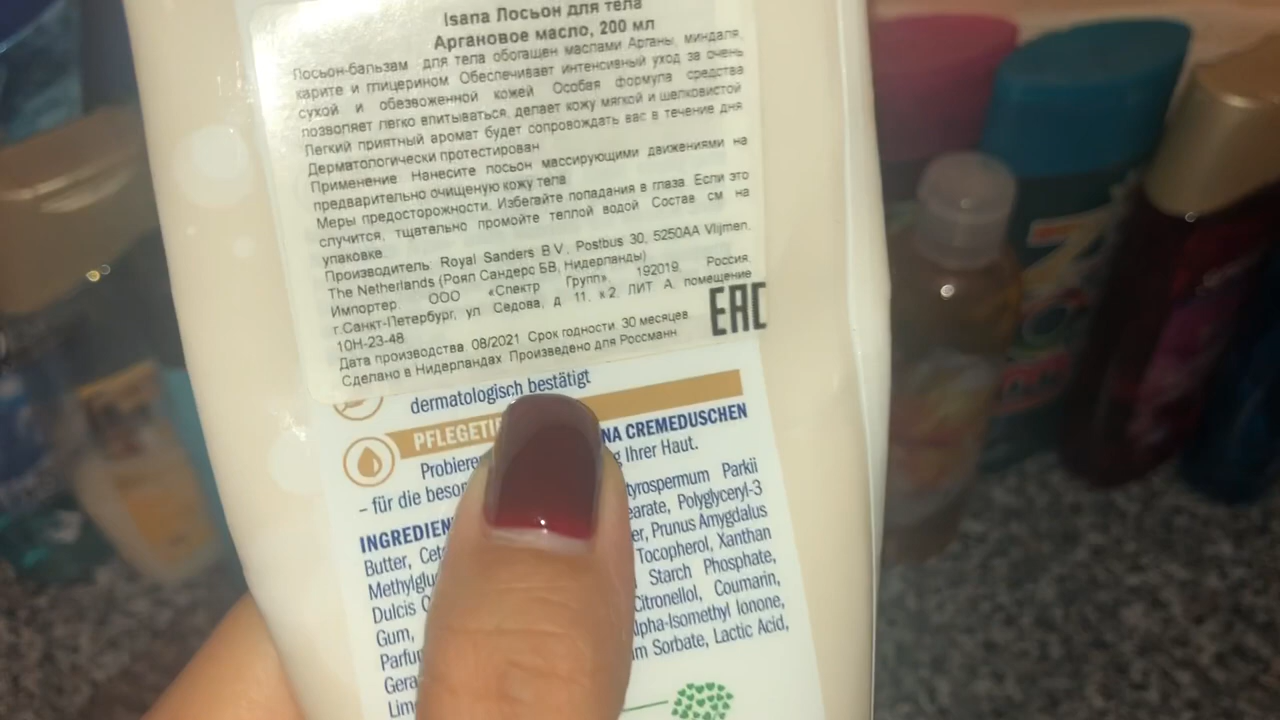 Isana Лосьон для тела
Аргановое масло, 200 мл
Лосьон-бальзам для тела обогащен маслами Арганы, миндаля,
карите и глицерином Обеспечивает интенсивный уход за очень
сухой и обезвоженной кожей Особая формула средства
позволяет легко впитываться, делает кожу мягкой и шелковистой
Легкий приятный аромат будет сопровождать вас в течение дня
Дерматологически протестирован
Применение Нанесите лосьон массирующими движениями на
предварительно очищеную кожу тела
Меры предосторожности. Избегайте попадания в глаза. Если это
случится, тщательно промойте теплой водой Состав см на
упаковке.
Производитель: Royal Sanders B.V., Postbus 30, 5250AA Vlijmen,
The Netherlands (Роял Сандерс БВ, Нидерланды)
Импортер. ООО «Спектр Групп», 192019, Россия,
г.Санкт-Петербург, ул Седова, д 11, к 2, ЛИТ А, помещение
10Н-23-48
Дата производства 08/2021 Срок годности 30 месяцев
Сделано в Нидерландах Произведено для Россманн
EAC
dermatologisch bestätigt
PFLEGETI NA CREMEDUSCHEN
Probiere g Ihrer Haut.
– für die beson
INGREDIEN tyrospermum Parkii
Butter, Cet earate, Polyglyceryl-3
Methylglu er, Prunus Amygdalus
Dulcis Tocopherol, Xanthan
Gum, Starch Phosphate,
Parfu Citronellol, Coumarin,
Gera lpha-Isomethyl Ionone,
Lim m Sorbate, Lactic Acid,